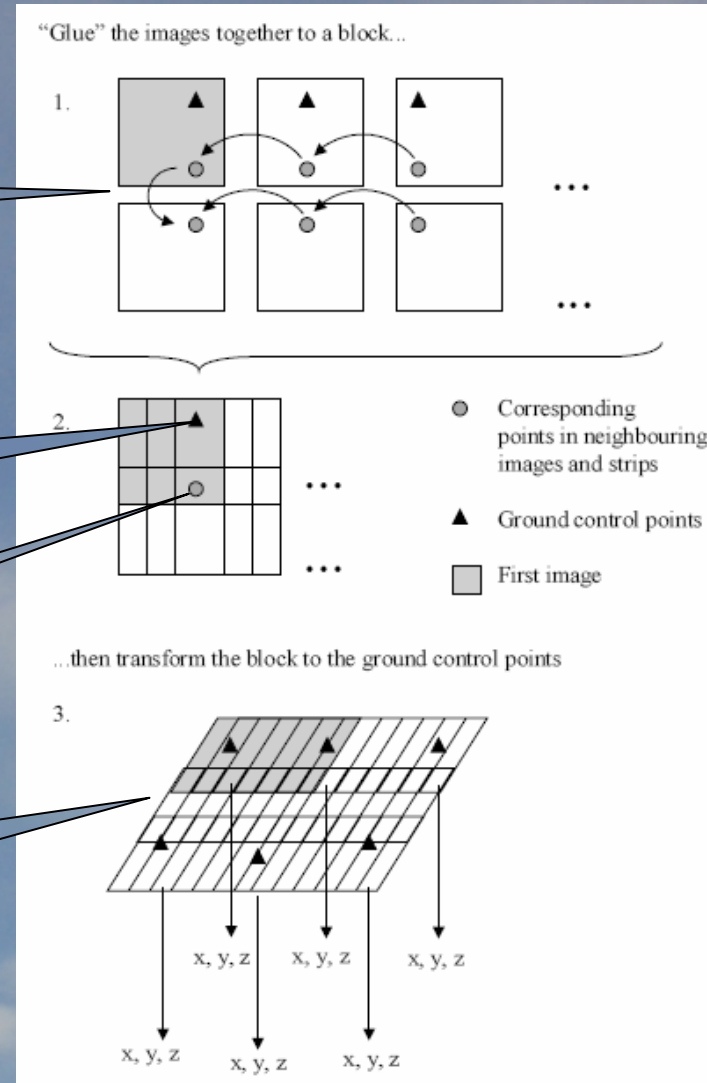 “Glue” the images together to a block...
1.
...
...
2.
...
...
Corresponding
points in neighbouring
images and strips
Ground control points
First image
...then transform the block to the ground control points
3.
x, y, z x, y, z x, y, z
x, y, z x, y, z x, y, z